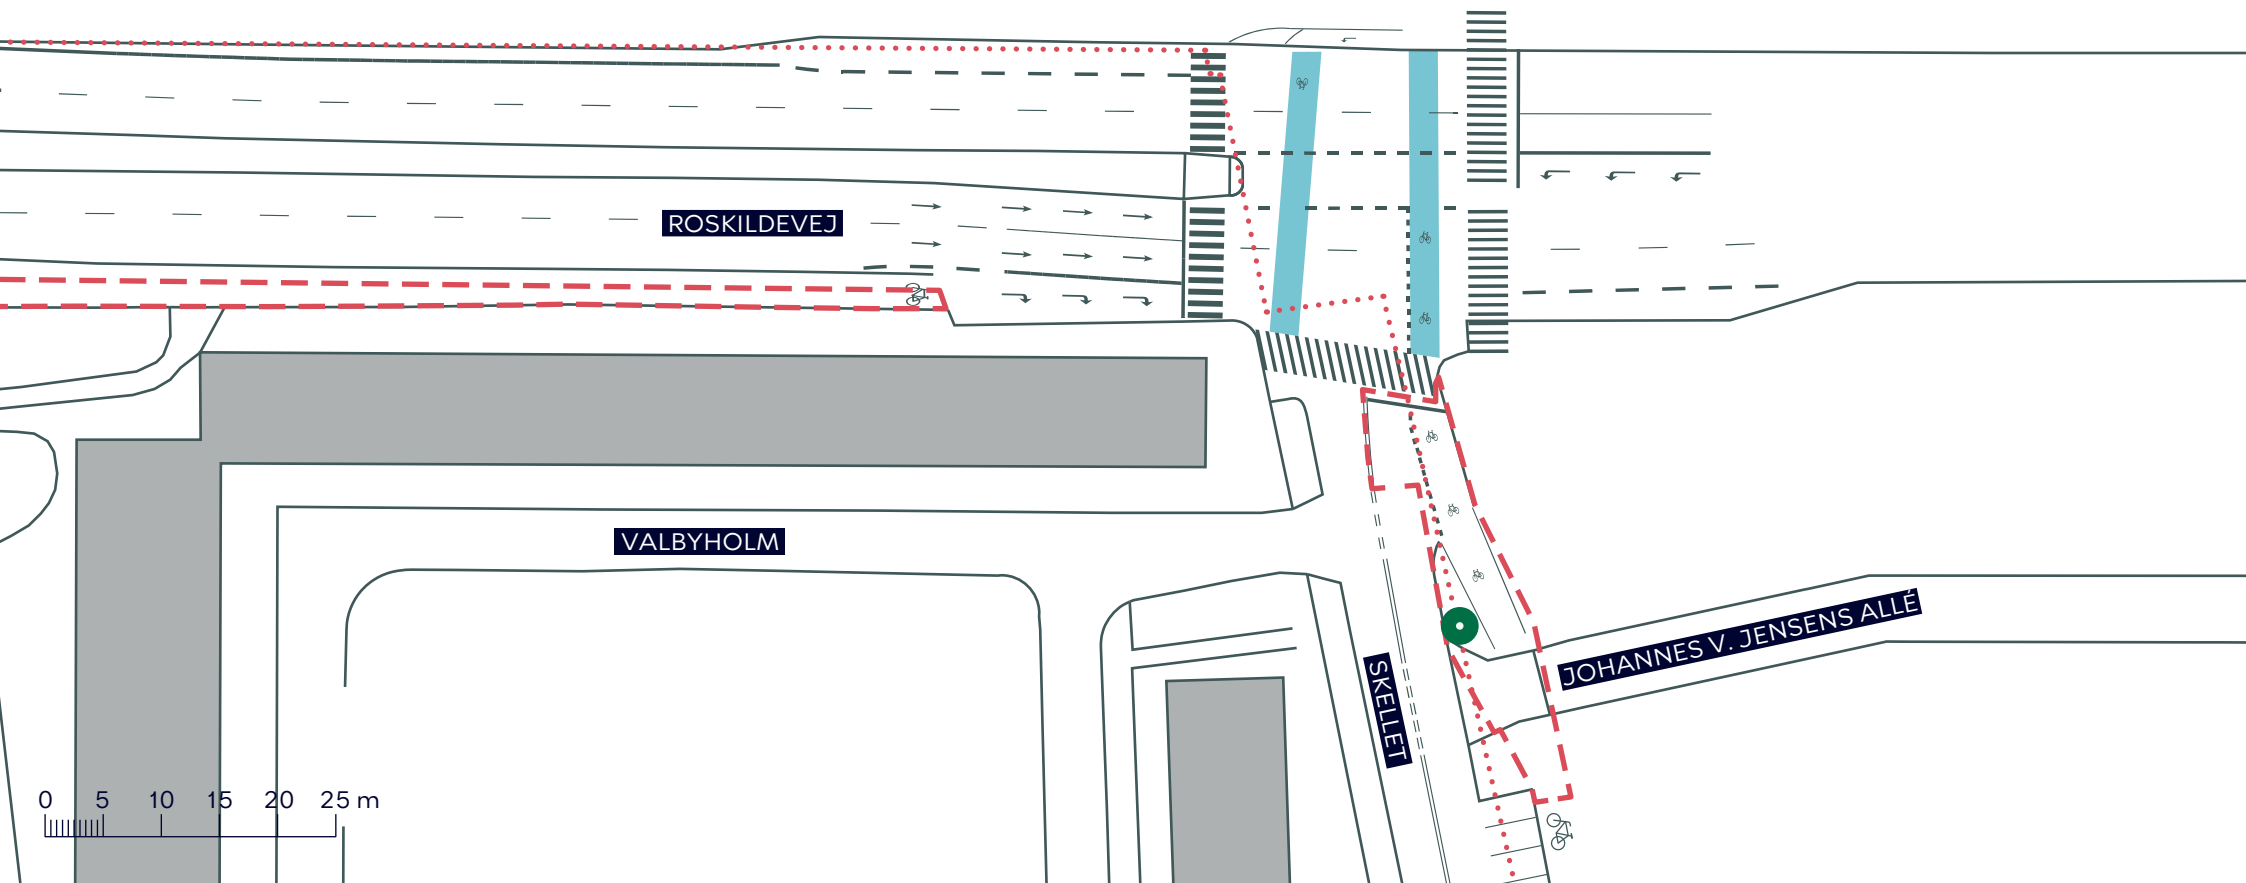 ROSKILDEVEJ
VALBYHOLM
JOHANNES V. JENSENS ALLÉ
SKELLET
0 5 10 15 20 25 m